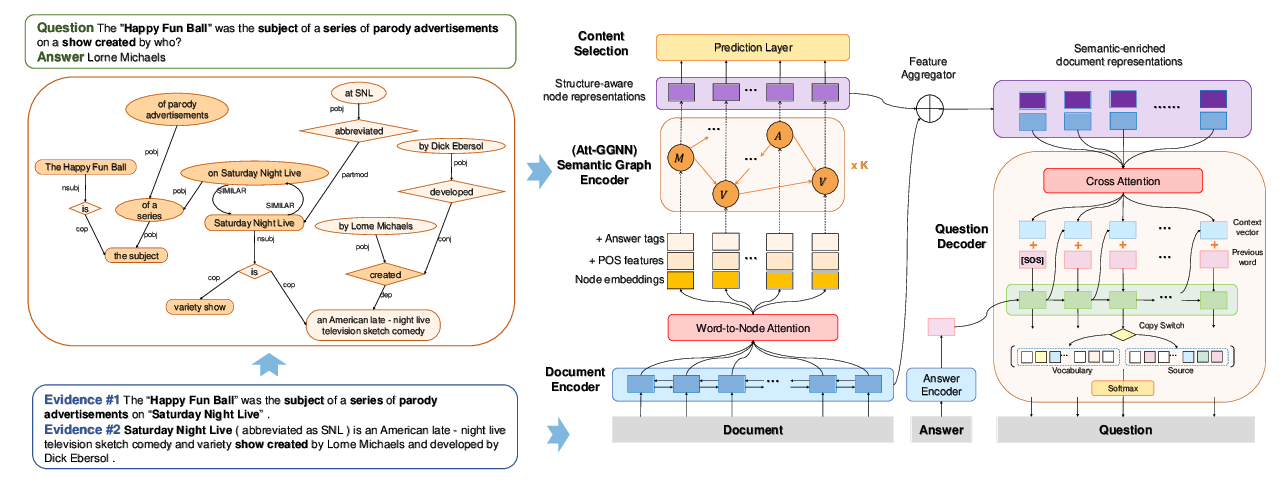 Question The "Happy Fun Ball" was the subject of a series of parody advertisements
on a show created by who?
Answer Lorne Michaels
at SNL
of parody
advertisements
pobj
abbreviated
by Dick Ebersol
pobj
pobj
The Happy Fun Ball
on Saturday Night Live
partmod
developed
nsubj
pobj
SIMILAR
is
of a
series
SIMILAR
Saturday Night Live
by Lorne Michaels
cop
pobj
nsubj
pobj
conj
the subject
is
created
cop
cop
dep
variety show
an American late - night live
television sketch comedy
Evidence #1 The "Happy Fun Ball" was the subject of a series of parody
advertisements on "Saturday Night Live" .
Evidence #2 Saturday Night Live ( abbreviated as SNL ) is an American late - night live
television sketch comedy and variety show created by Lorne Michaels and developed by
Dick Ebersol .
Content
Selection
Prediction Layer
Structure-aware
node representations
...
(Att-GGNN)
Semantic Graph
Encoder
M
...
A
...
V
V
x K
+ Answer tags
+ POS features
Node embeddings
...
Word-to-Node Attention
Document
Encoder
...
Document
Feature
Aggregator
Answer
Encoder
Answer
Semantic-enriched
document representations
......
Cross Attention
Question
Decoder
Context
vector
...
+ + + +
[SOS]
...
Previous
word
...
Copy Switch
... ...
Vocabulary
Source
Softmax
Question